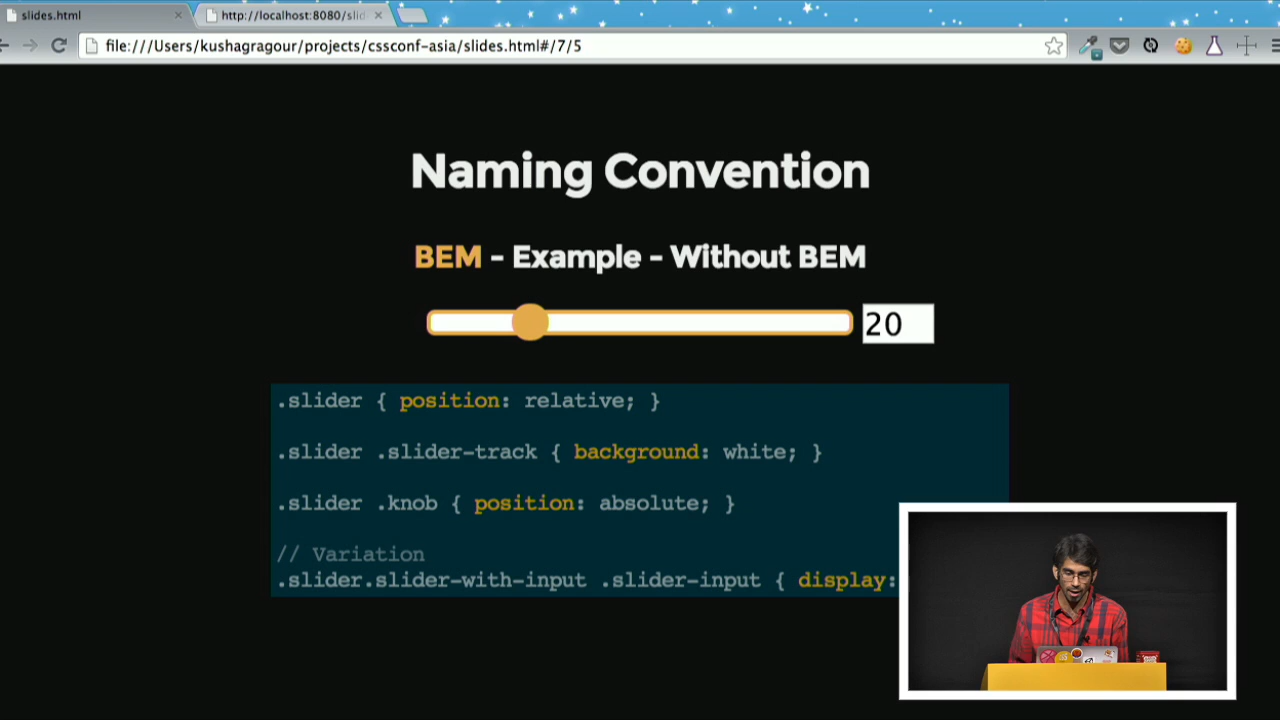 slides.html
http://localhost:8080/slid
file:///Users/kushagragour/projects/cssconf-asia/slides.html#/7/5
Naming Convention
BEM - Example - Without BEM
20
.slider { position: relative; }
.slider .slider-track { background: white; }
.slider .knob { position: absolute; }
// Variation
.slider.slider-with-input .slider-input { display: